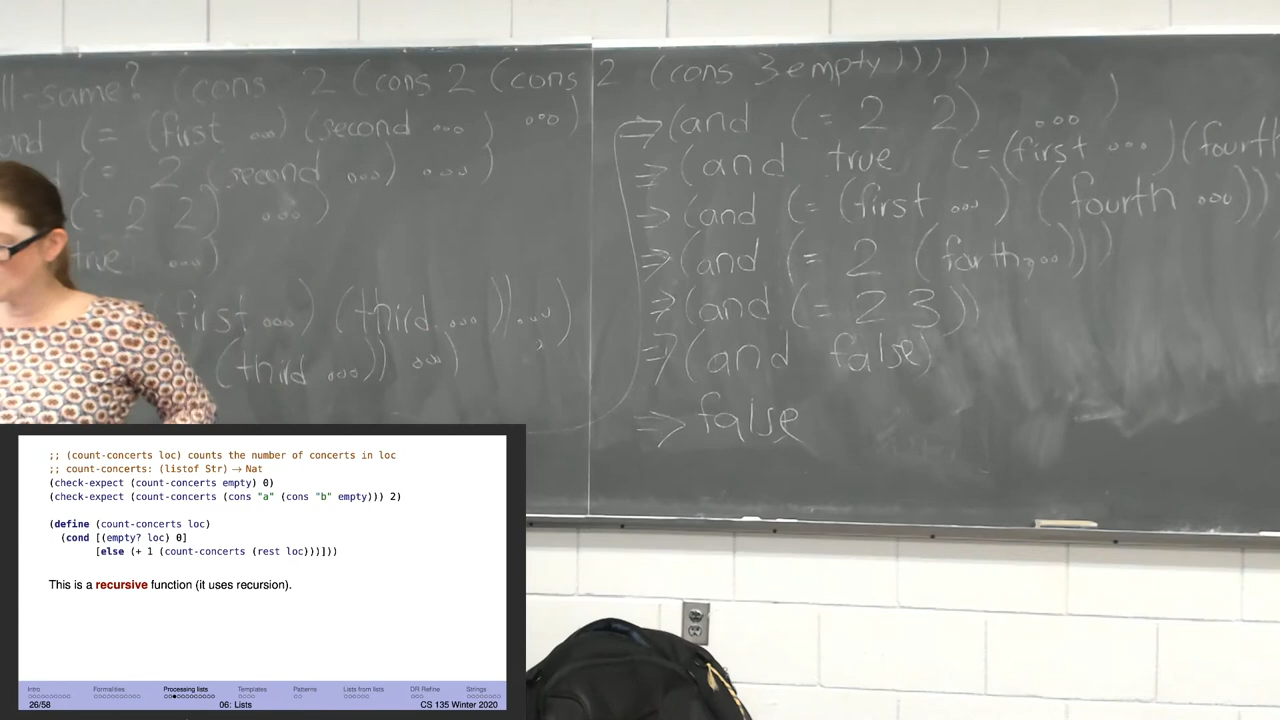 ll-same? (cons 2 (cons 2 (cons 2 (cons 3 empty))))))
and (= (first ...) (second ...) ...)
(= 2 (second ...) ...)
(= 2 2) ...)
true ...)
(first ...) (third ...)) ...)
(third ...)) ...)
⇒ (and (= 2 2) ... )
⇒ (and true (= (first ...) (fourth
⇒ (and (= (first ...) (fourth ...)))
⇒ (and (= 2 (forth ...)))
⇒ (and (= 2 3))
⇒ (and false)
⇒ false
;; (count-concerts loc) counts the number of concerts in loc
;; count-concerts: (listof Str) → Nat
(check-expect (count-concerts empty) 0)
(check-expect (count-concerts (cons "a" (cons "b" empty))) 2)
(define (count-concerts loc)
(cond [(empty? loc) 0]
[else (+ 1 (count-concerts (rest loc)))]))
This is a recursive function (it uses recursion).
Intro Formalities Processing lists Templates Patterns Lists from lists DR Refine Strings
26/58 06: Lists CS 135 Winter 2020